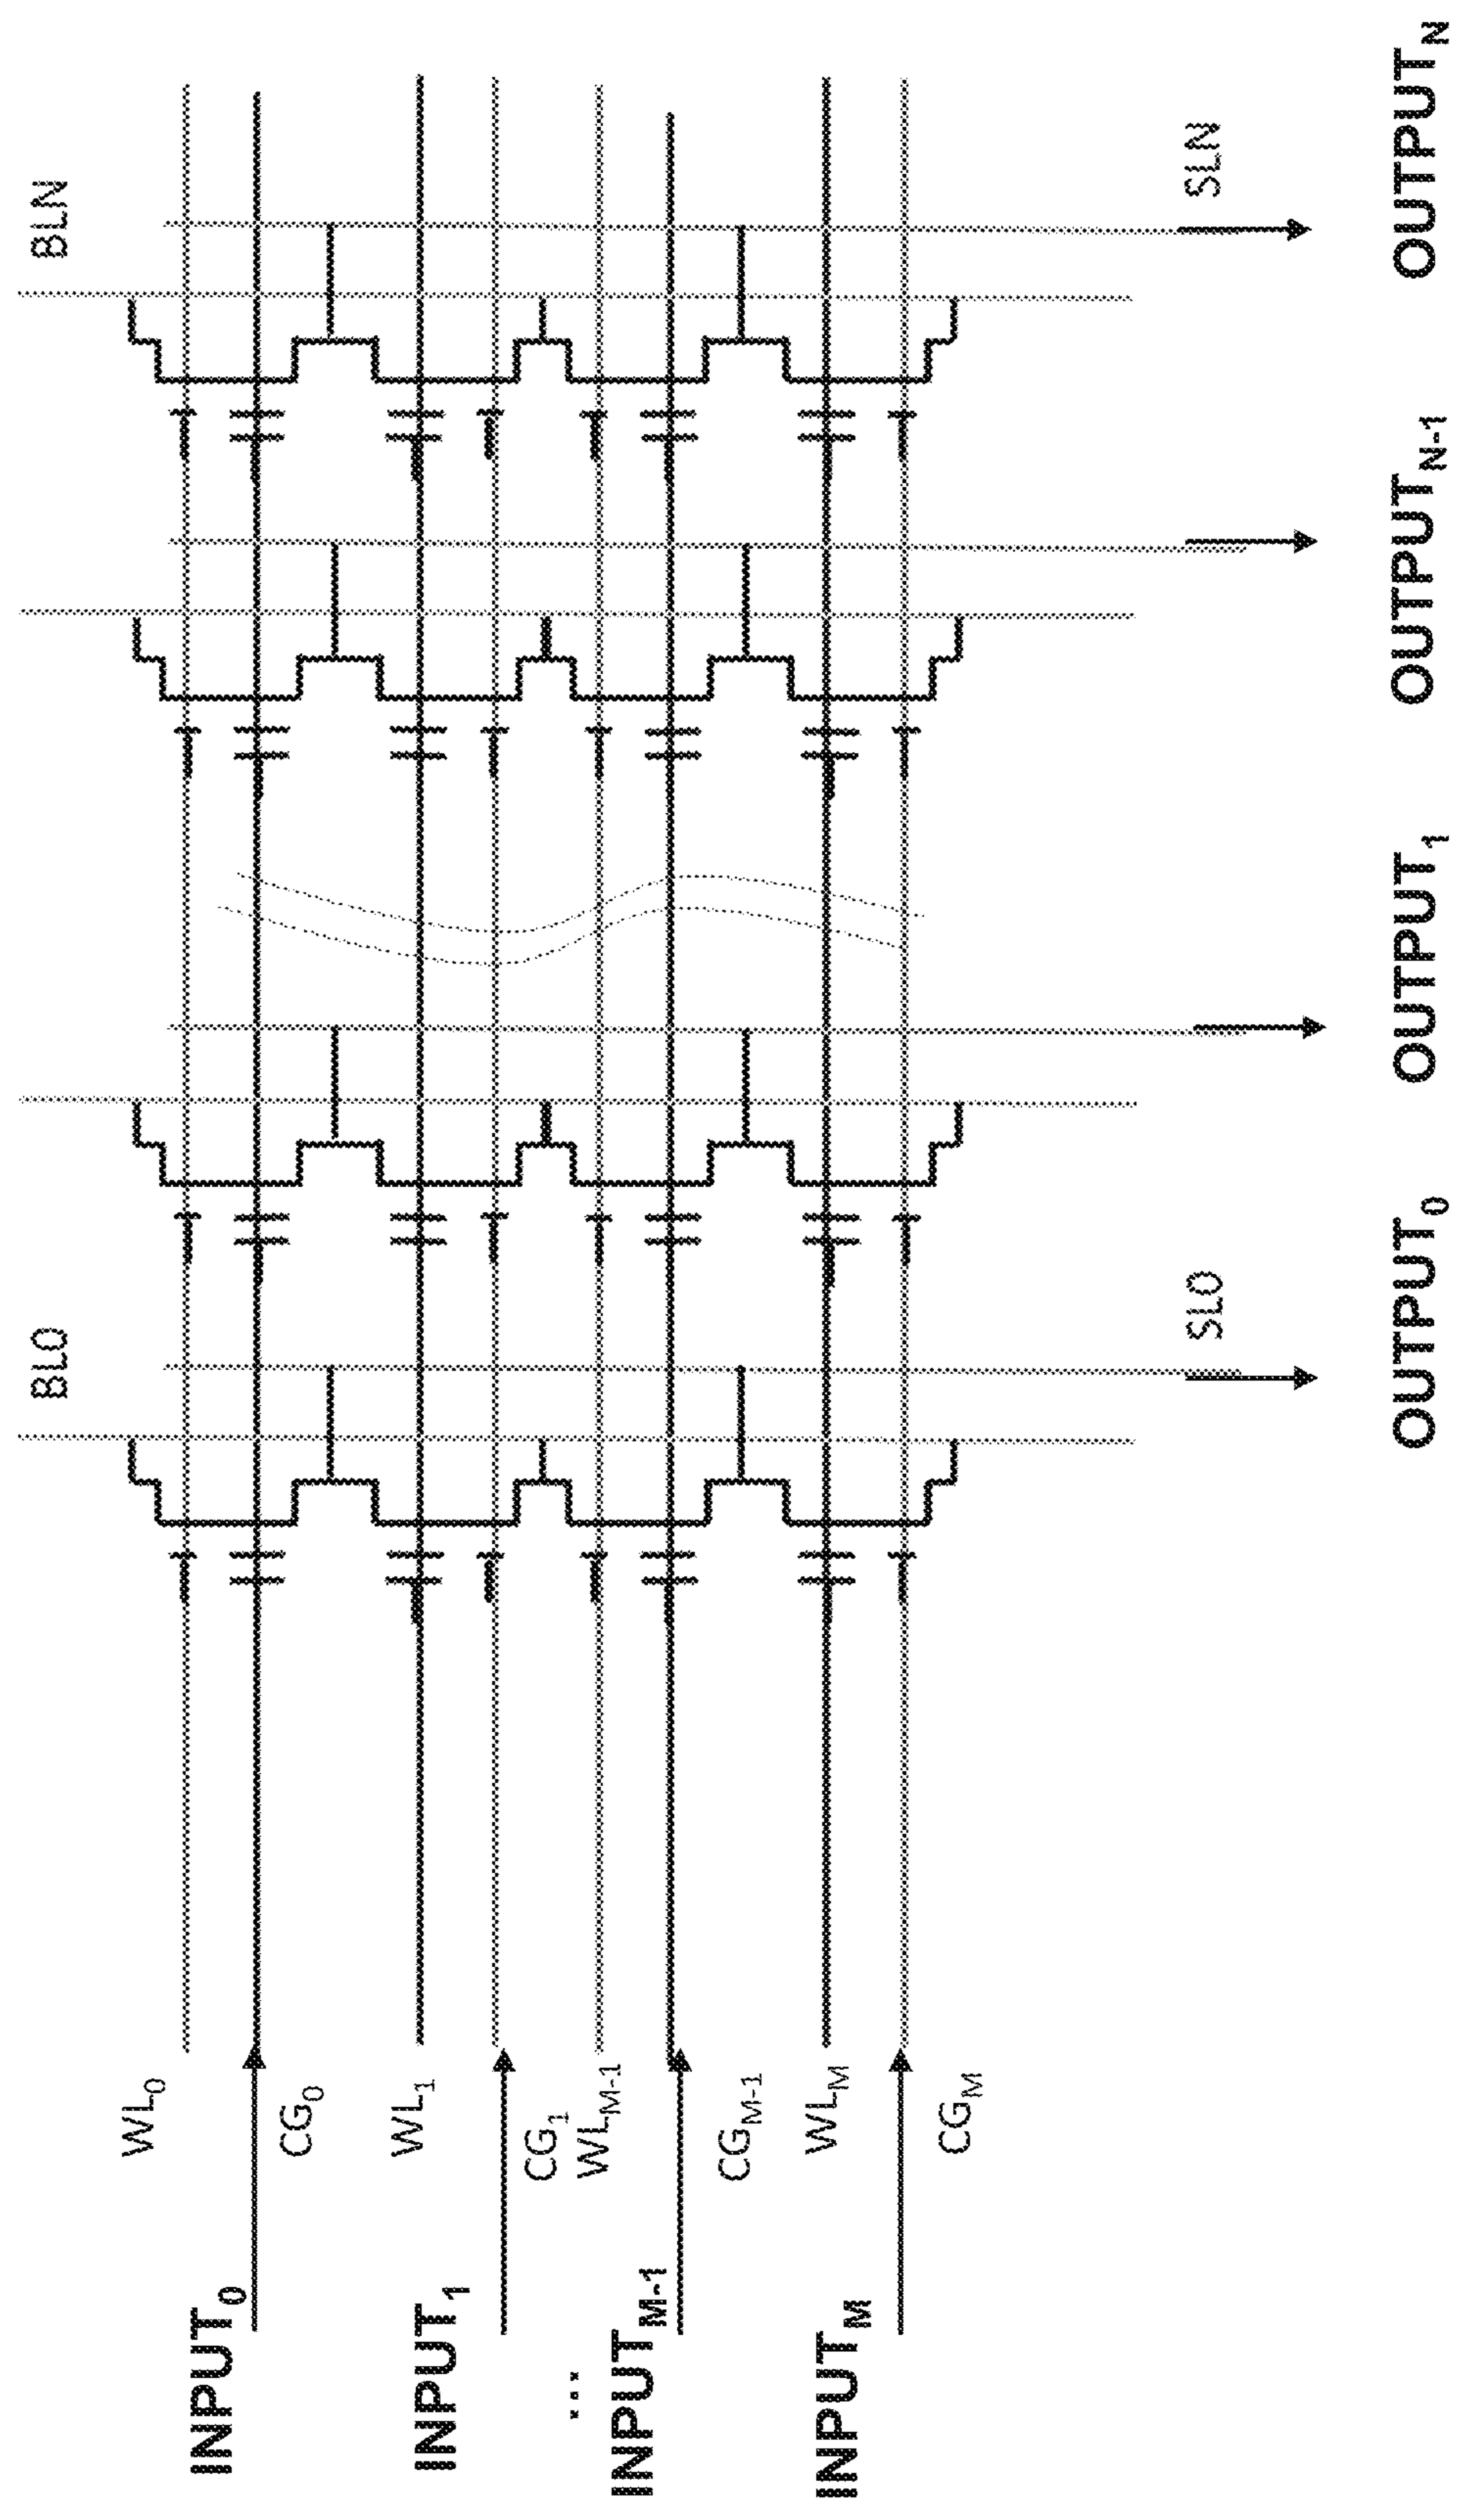 BL0 BLN
WL0
INPUT0
CG0
WL1
INPUT1
CG1
...
WLM-1
INPUTM-1
CGM-1
WLM
INPUTM
CGM
SL0 SLN
OUTPUT0 OUTPUT1 OUTPUTN-1 OUTPUTN